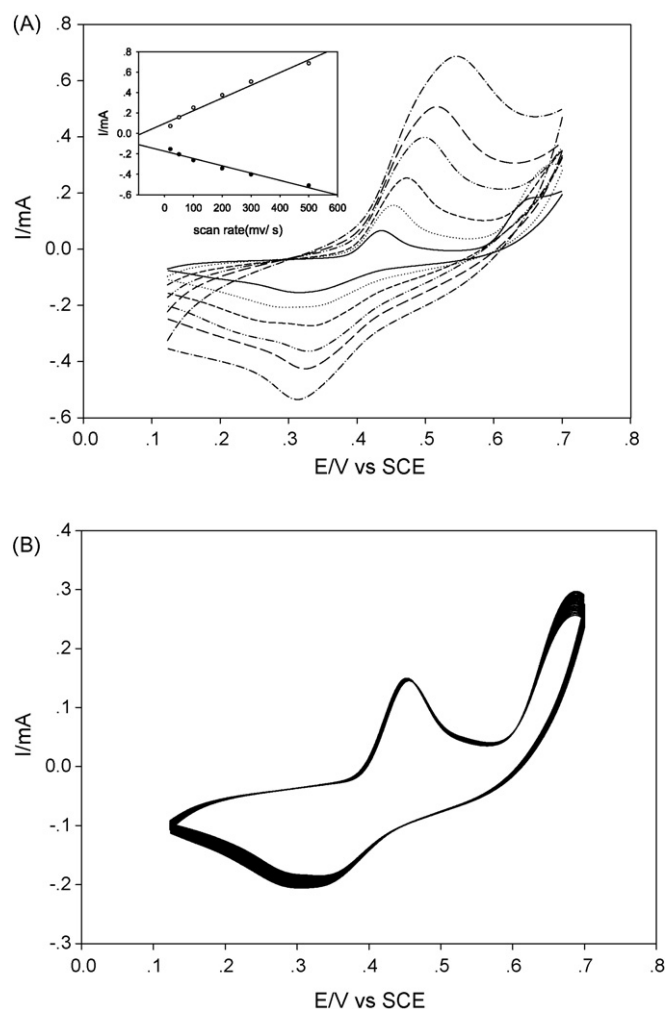 (A)
.8
.6
.4
.2
0.0
-.2
-.4
-.6
I/mA
0 100 200 300 400 500 600
scan rate(mv/ s)
.8
.6
.4
.2
0.0
-.2
-.4
-.6
I/mA
0.0 .1 .2 .3 .4 .5 .6 .7 .8
E/V vs SCE
(B)
.4
.3
.2
.1
0.0
-.1
-.2
-.3
I/mA
0.0 .1 .2 .3 .4 .5 .6 .7 .8
E/V vs SCE